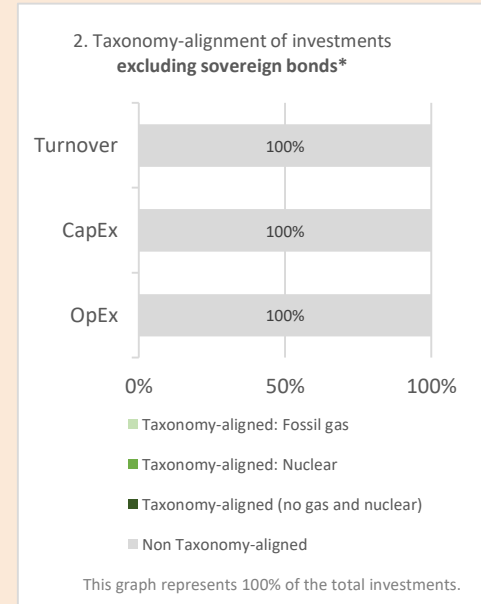 2. Taxonomy-alignment of investments
excluding sovereign bonds*
Turnover
100%
CapEx
100%
OpEx
100%
0% 50% 100%
Taxonomy-aligned: Fossil gas
Taxonomy-aligned: Nuclear
Taxonomy-aligned (no gas and nuclear)
Non Taxonomy-aligned
This graph represents 100% of the total investments.